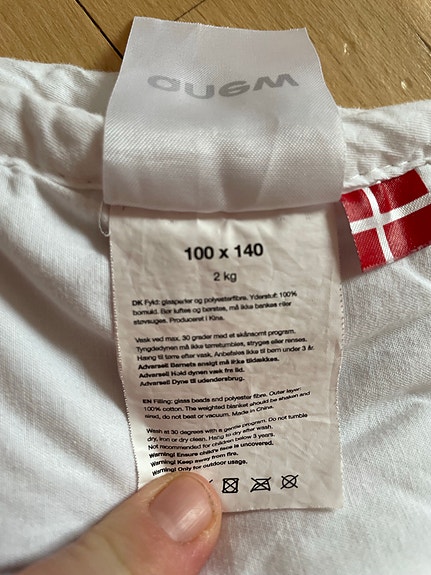 100 x 140
2 kg
DK Fyld: glasperler og polyesterfibre. Yderstof: 100%
bomuld. Bør luftes og børstes, må ikke bankes eller
støvsuges. Produceret i Kina.
Vask ved max. 30 grader med et skånsomt program.
Tyngdedynen må ikke tørretumbles, stryges eller renses.
Hæng til tørre efter vask. Anbefales ikke til børn under 3 år.
Advarsel! Barnets ansigt må ikke tildækkes.
Advarsel! Hold dynen væk fra ild.
Advarsel! Dyne til udendørsbrug.
EN Filling: glass beads and polyester fibre. Outer layer:
100% cotton. The weighted blanket should be shaken and
aired, do not beat or vacuum. Made in China.
Wash at 30 degrees with a gentle program. Do not tumble
dry, iron or dry clean. Hang to dry after wash.
Not recommended for children below 3 years.
Warning! Ensure child's face is uncovered.
Warning! Keep away from fire.
Warning! Only for outdoor usage.